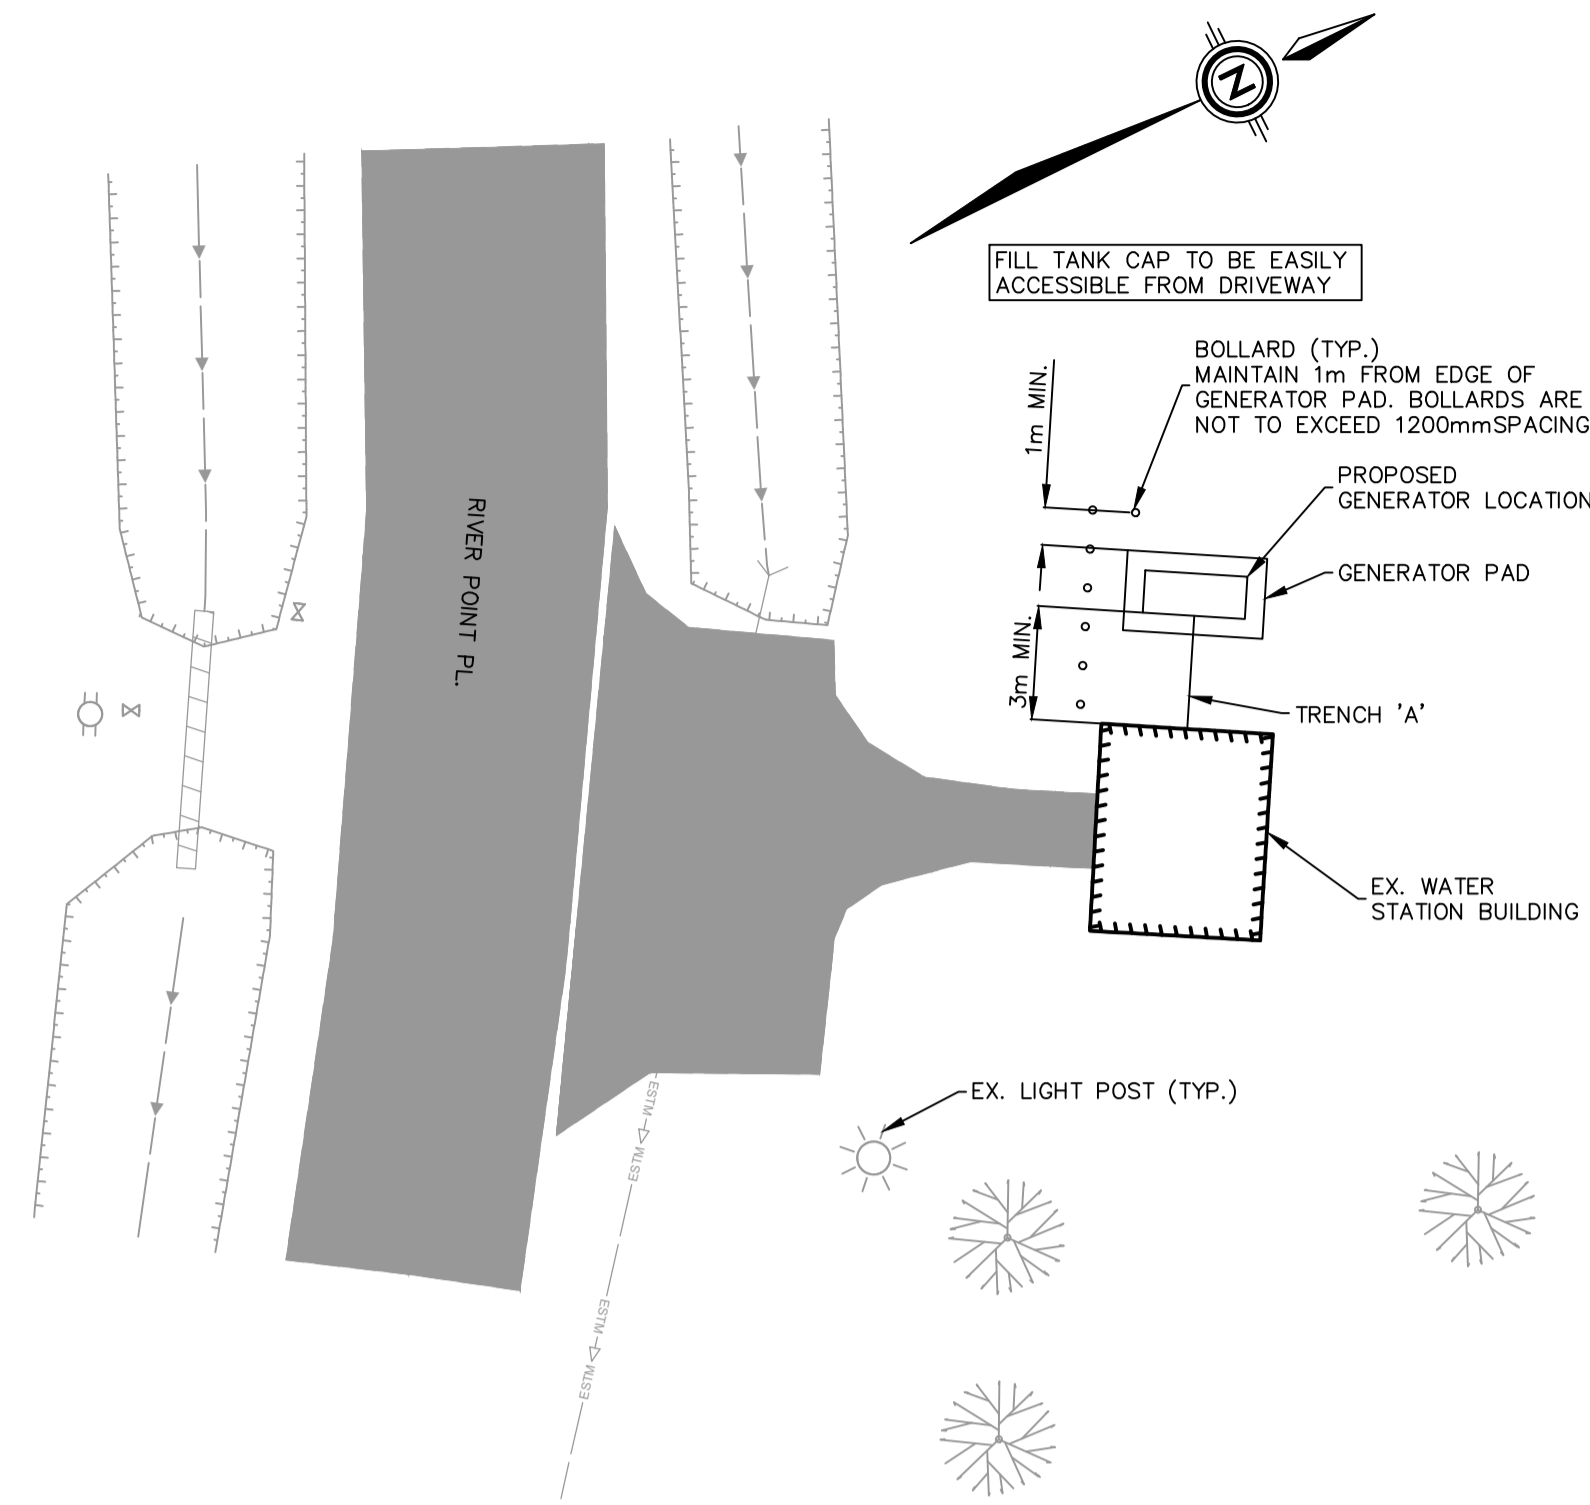 N
FILL TANK CAP TO BE EASILY
ACCESSIBLE FROM DRIVEWAY
BOLLARD (TYP.)
MAINTAIN 1m FROM EDGE OF
GENERATOR PAD. BOLLARDS ARE
NOT TO EXCEED 1200mmSPACING
1m MIN.
PROPOSED
GENERATOR LOCATION
GENERATOR PAD
RIVER POINT PL.
3m MIN.
TRENCH 'A'
EX. WATER
STATION BUILDING
EX. LIGHT POST (TYP.)
ESTM
ESTM
ESTM
ESTM